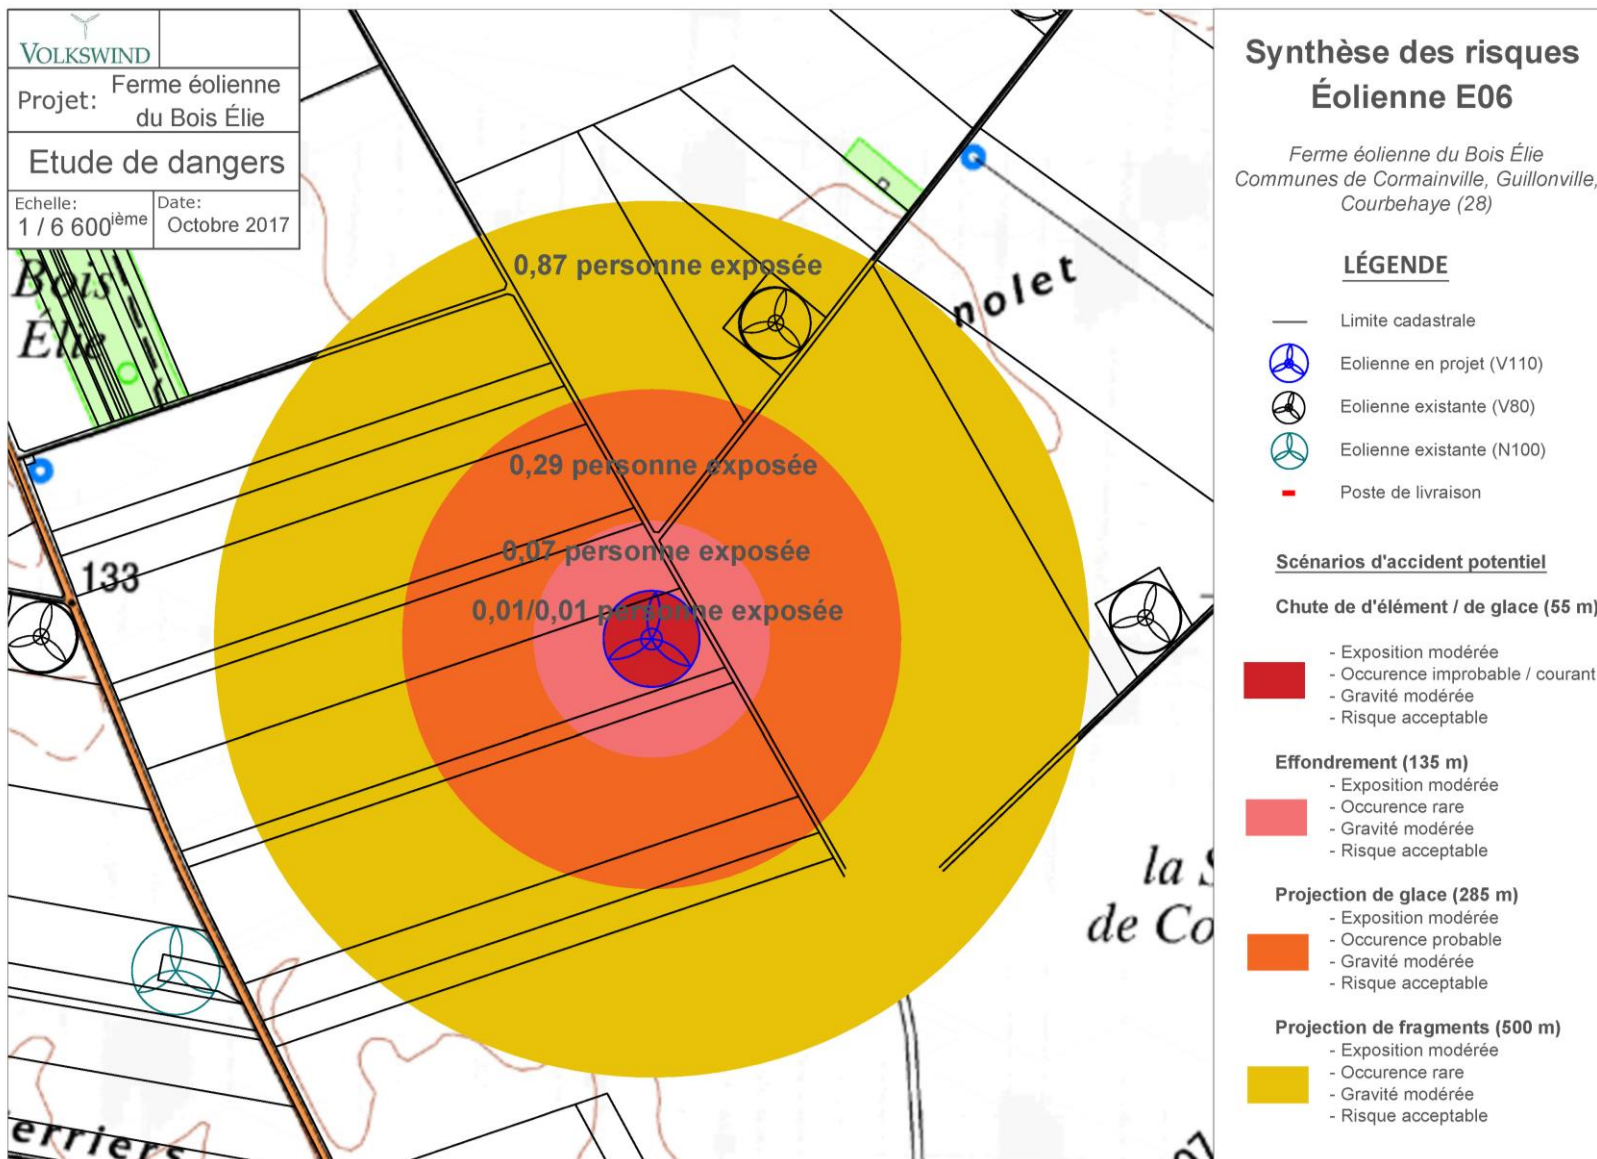 VOLKSWIND
Projet: Ferme éolienne
du Bois Élie
Etude de dangers
Echelle:
1 / 6 600ième
Date:
Octobre 2017
Bois
Élie
133
0,87 personne exposée
0,29 personne exposée
0,07 personne exposée
0,01/0,01 personne exposée
nolet
la S
de Co
erriers
07
Synthèse des risques
Éolienne E06
Ferme éolienne du Bois Élie
Communes de Cormainville, Guillonville,
Courbehaye (28)
LÉGENDE
Limite cadastrale
Eolienne en projet (V110)
Eolienne existante (V80)
Eolienne existante (N100)
Poste de livraison
Scénarios d'accident potentiel
Chute de d'élément / de glace (55 m)
- Exposition modérée
- Occurence improbable / courant
- Gravité modérée
- Risque acceptable
Effondrement (135 m)
- Exposition modérée
- Occurence rare
- Gravité modérée
- Risque acceptable
Projection de glace (285 m)
- Exposition modérée
- Occurence probable
- Gravité modérée
- Risque acceptable
Projection de fragments (500 m)
- Exposition modérée
- Occurence rare
- Gravité modérée
- Risque acceptable